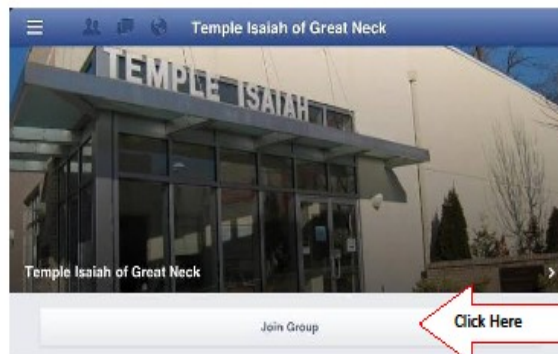 Temple Isaiah of Great Neck
TEMPLE ISAIAH
Temple Isaiah of Great Neck
Join Group
Click Here